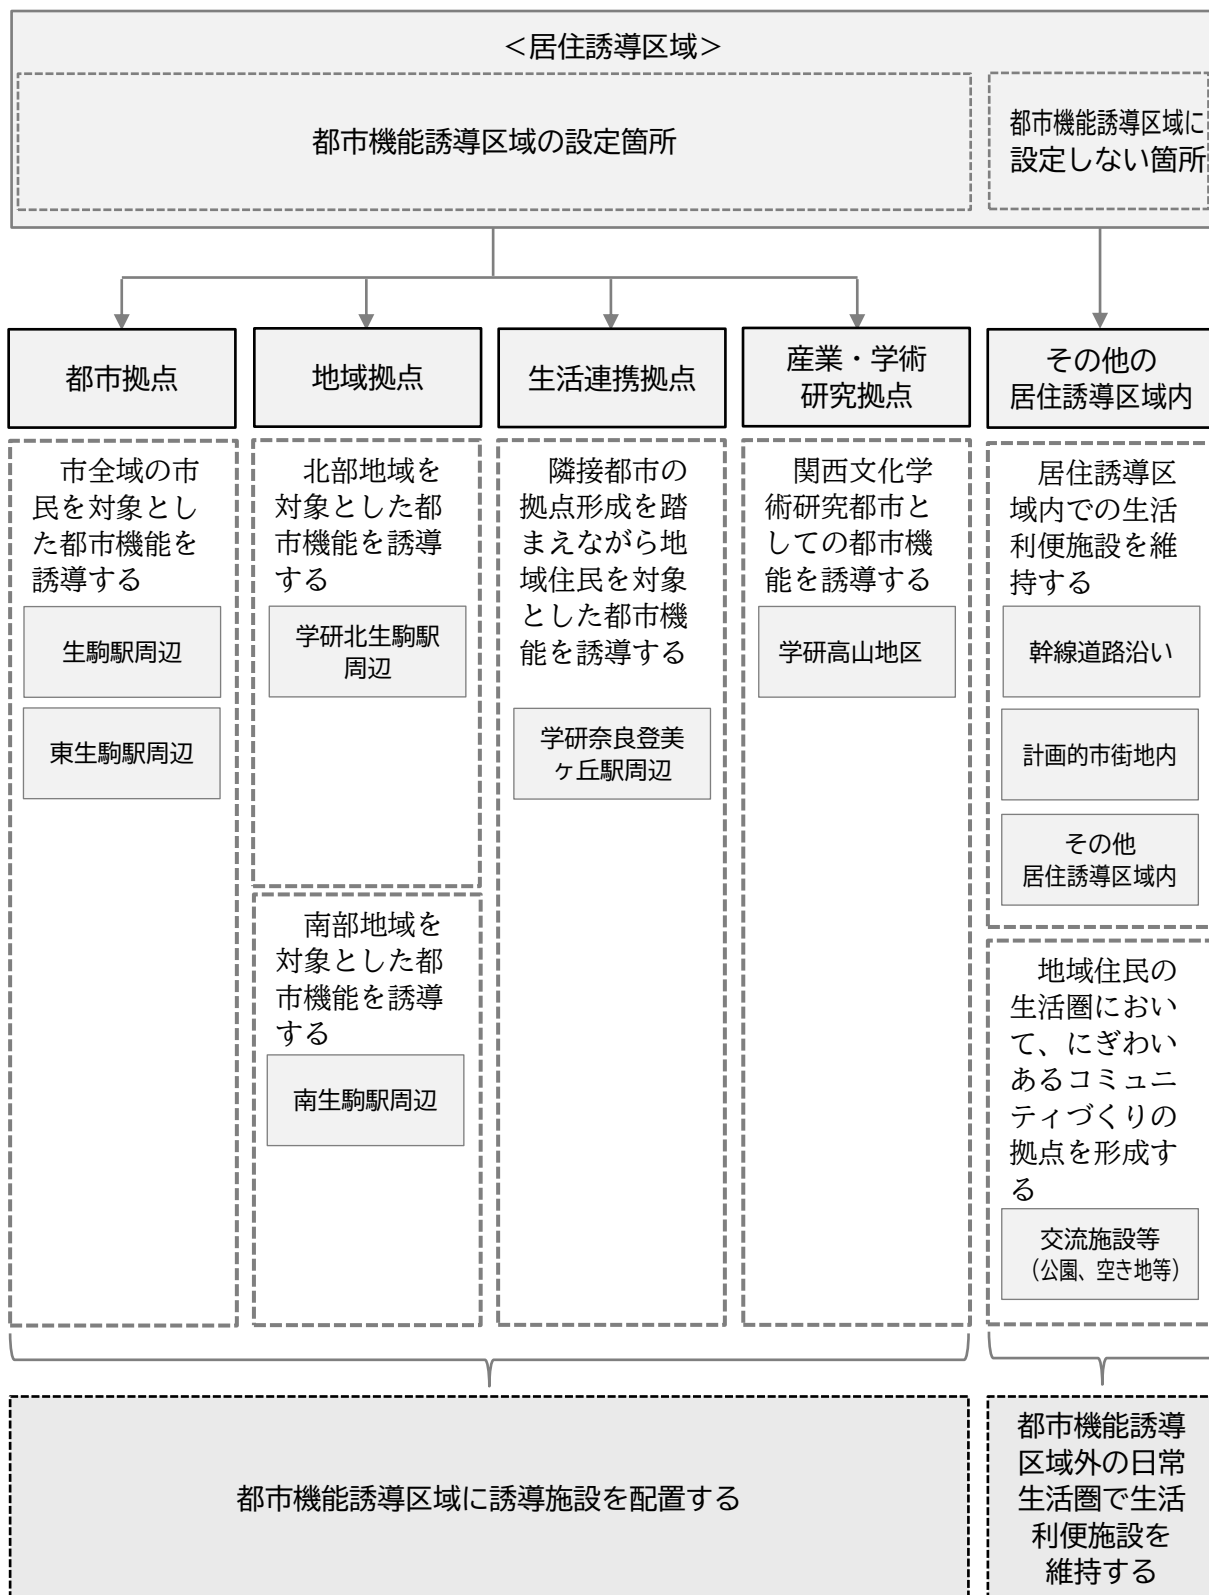 ＜居住誘導区域＞
都市機能誘導区域の設定箇所
都市機能誘導区域に
設定しない箇所
都市拠点
地域拠点
生活連携拠点
産業・学術
研究拠点
その他の
居住誘導区域内
市全域の市
民を対象とし
た都市機能を
誘導する
生駒駅周辺
東生駒駅周辺
北部地域を
対象とした都
市機能を誘導
する
学研北生駒駅
周辺
南部地域を
対象とした都
市機能を誘導
する
南生駒駅周辺
隣接都市の
拠点形成を踏
まえながら地
域住民を対象
とした都市機
能を誘導する
学研奈良登美
ヶ丘駅周辺
関西文化学
術研究都市と
しての都市機
能を誘導する
学研高山地区
居住誘導区
域内での生活
利便施設を維
持する
幹線道路沿い
計画的市街地内
その他
居住誘導区域内
地域住民の
生活圏におい
て、にぎわい
あるコミュニ
ティづくりの
拠点を形成す
る
交流施設等
（公園、空き地等）
都市機能誘導区域に誘導施設を配置する
都市機能誘導
区域外の日常
生活圏で生活
利便施設を
維持する